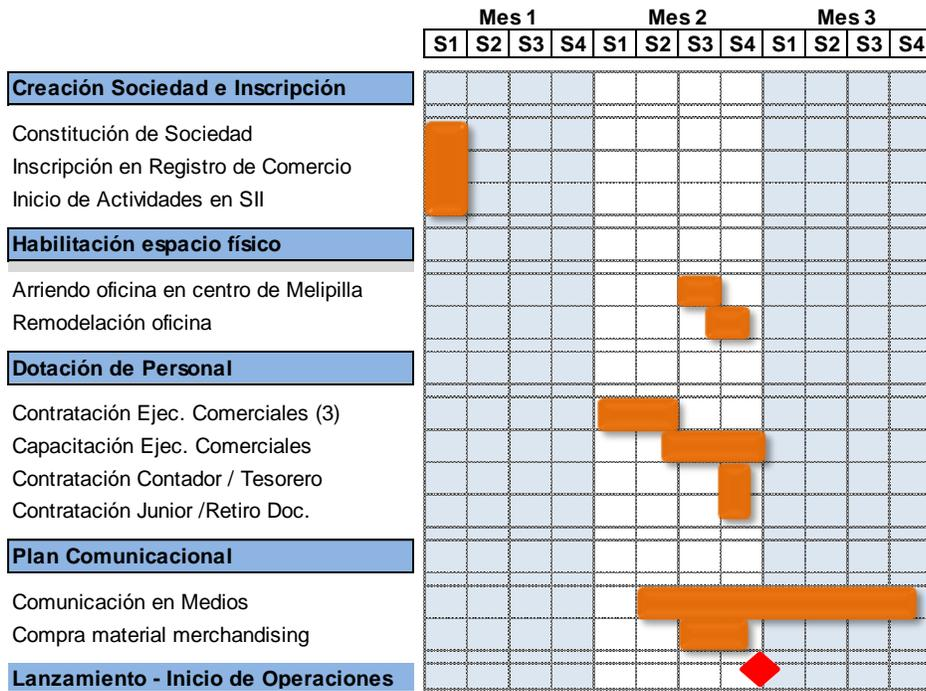 Mes 1 Mes 2 Mes 3
S1 S2 S3 S4 S1 S2 S3 S4 S1 S2 S3 S4
Creación Sociedad e Inscripción
Constitución de Sociedad
Inscripción en Registro de Comercio
Inicio de Actividades en SII
Habilitación espacio físico
Arriendo oficina en centro de Melipilla
Remodelación oficina
Dotación de Personal
Contratación Ejec. Comerciales (3)
Capacitación Ejec. Comerciales
Contratación Contador / Tesorero
Contratación Junior /Retiro Doc.
Plan Comunicacional
Comunicación en Medios
Compra material merchandising
Lanzamiento - Inicio de Operaciones